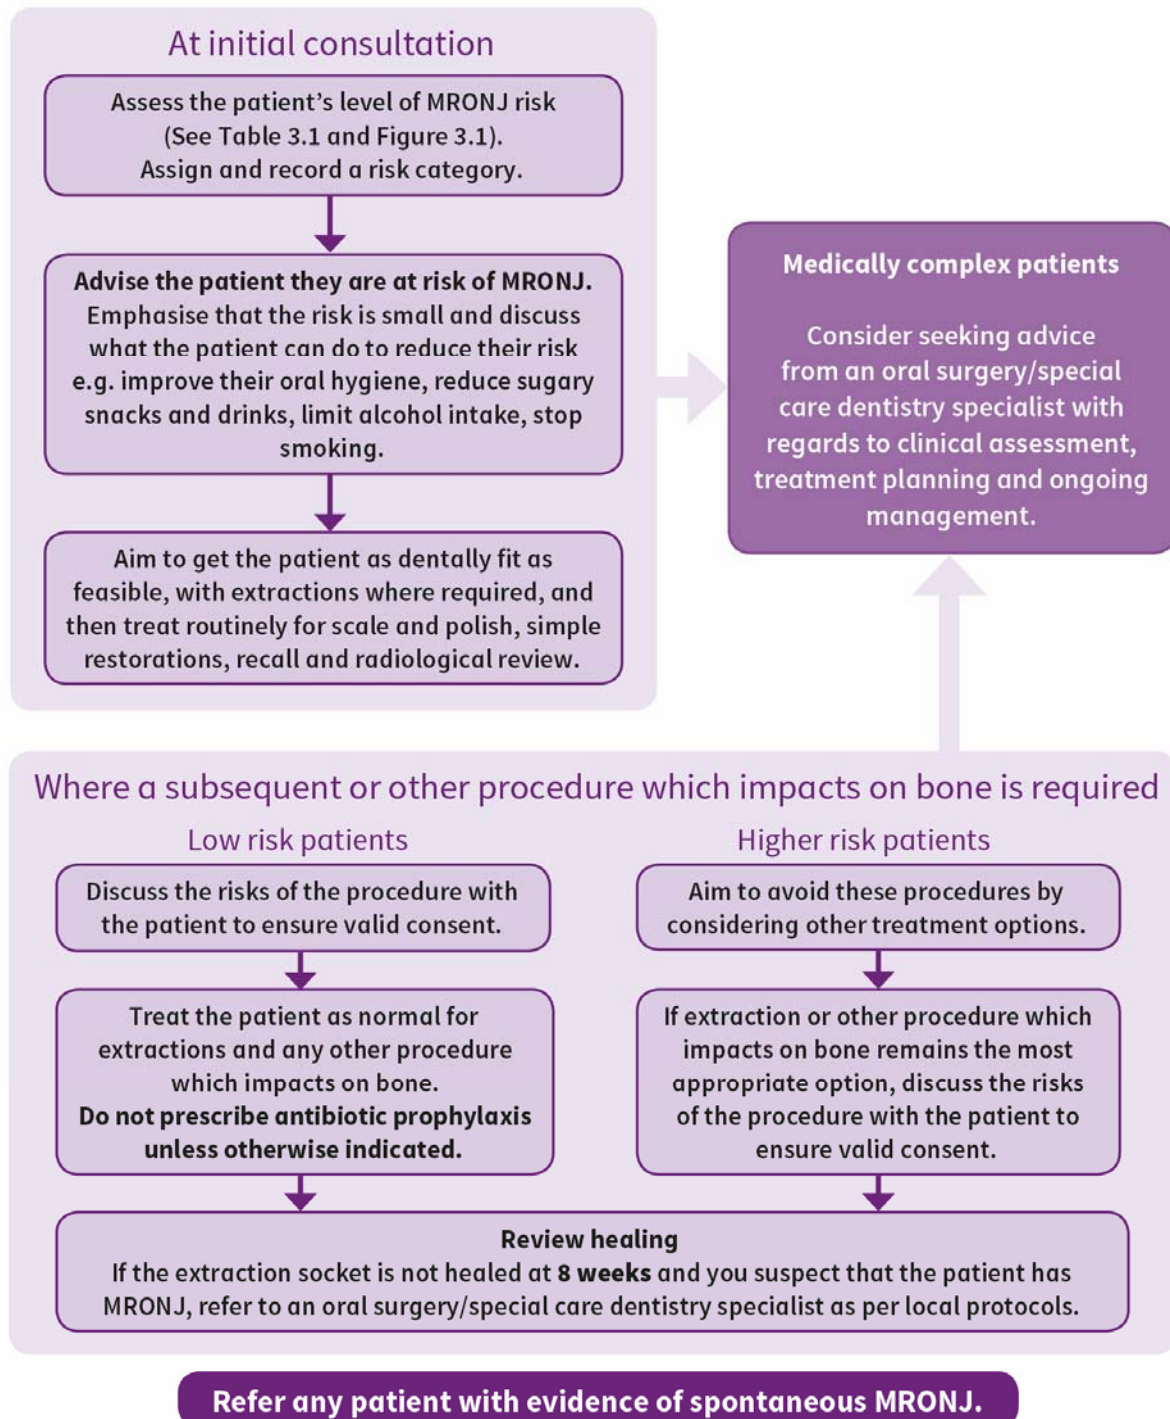 At initial consultation
Assess the patient's level of MRONJ risk
(See Table 3.1 and Figure 3.1).
Assign and record a risk category.
Advise the patient they are at risk of MRONJ.
Emphasise that the risk is small and discuss
what the patient can do to reduce their risk
e.g. improve their oral hygiene, reduce sugary
snacks and drinks, limit alcohol intake, stop
smoking.
Aim to get the patient as dentally fit as
feasible, with extractions where required, and
then treat routinely for scale and polish, simple
restorations, recall and radiological review.
Medically complex patients
Consider seeking advice
from an oral surgery/special
care dentistry specialist with
regards to clinical assessment,
treatment planning and ongoing
management.
Where a subsequent or other procedure which impacts on bone is required
Low risk patients
Discuss the risks of the procedure with
the patient to ensure valid consent.
Treat the patient as normal for
extractions and any other procedure
which impacts on bone.
Do not prescribe antibiotic prophylaxis
unless otherwise indicated.
Higher risk patients
Aim to avoid these procedures by
considering other treatment options.
If extraction or other procedure which
impacts on bone remains the most
appropriate option, discuss the risks
of the procedure with the patient to
ensure valid consent.
Review healing
If the extraction socket is not healed at 8 weeks and you suspect that the patient has
MRONJ, refer to an oral surgery/special care dentistry specialist as per local protocols.
Refer any patient with evidence of spontaneous MRONJ.